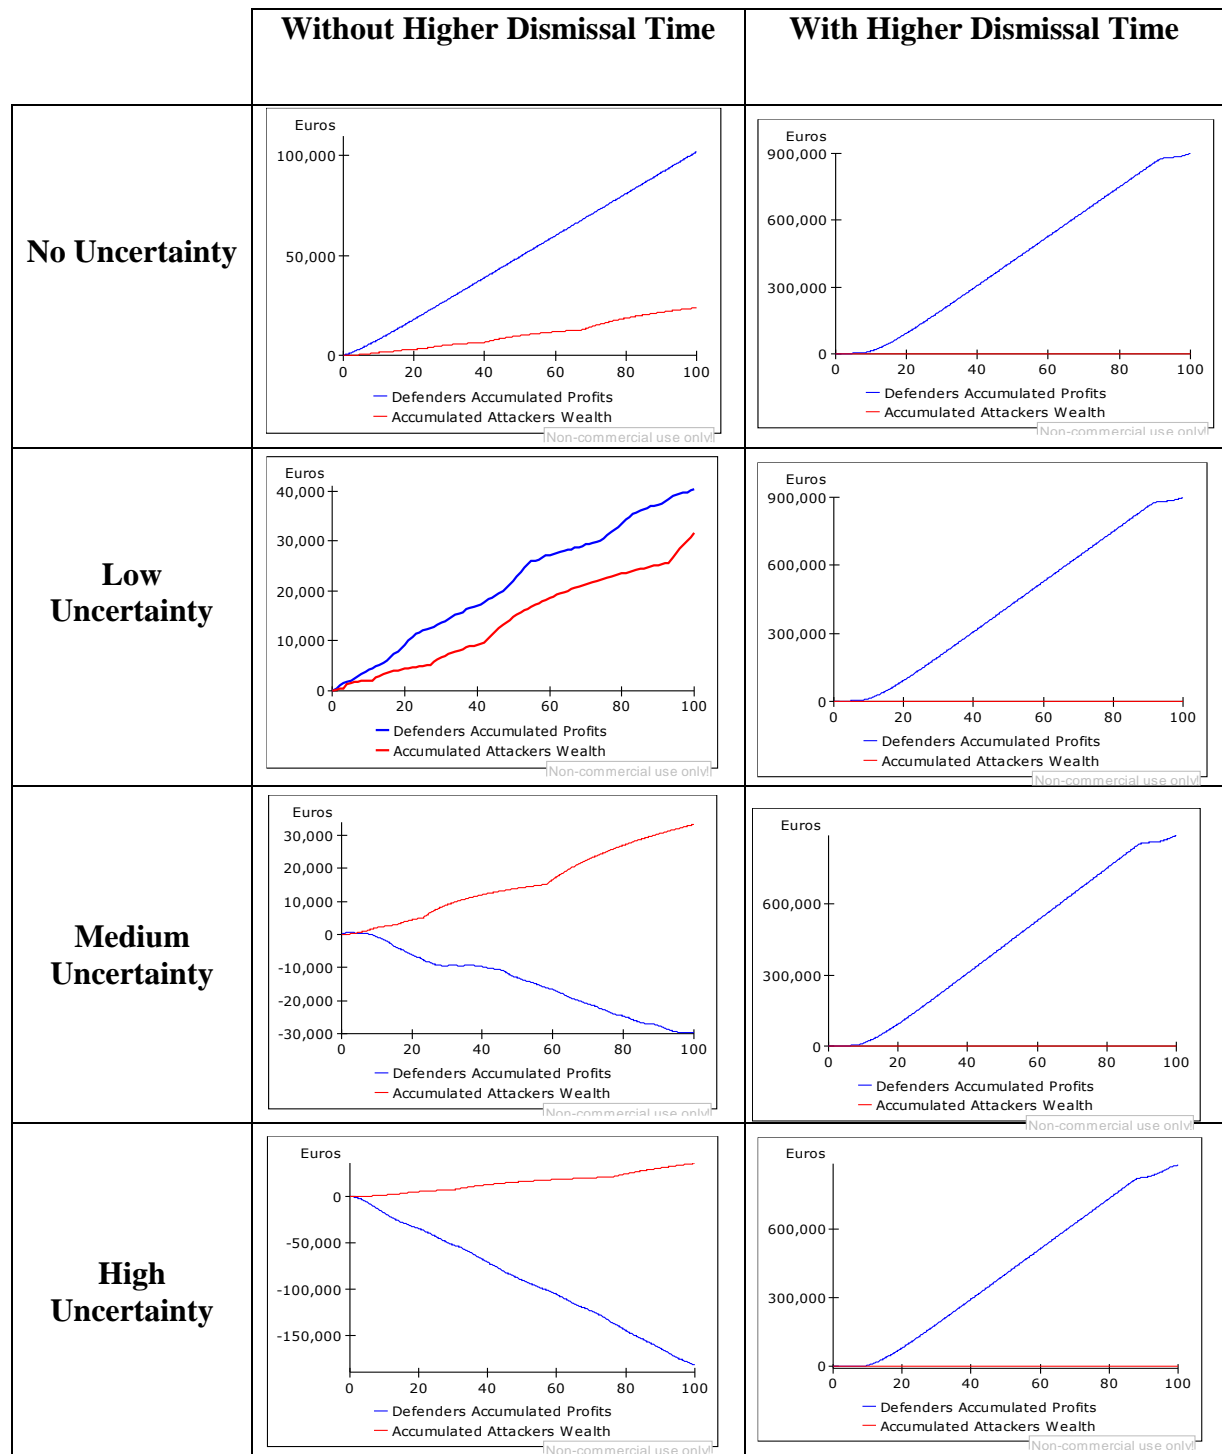 Without Higher Dismissal Time
With Higher Dismissal Time
No Uncertainty
Euros
100,000
50,000
0
0 20 40 60 80 100
Defenders Accumulated Profits
Accumulated Attackers Wealth
Non-commercial use only!
Euros
900,000
600,000
300,000
0
0 20 40 60 80 100
Defenders Accumulated Profits
Accumulated Attackers Wealth
Non-commercial use only!
Low
Uncertainty
Euros
40,000
30,000
20,000
10,000
0
0 20 40 60 80 100
Defenders Accumulated Profits
Accumulated Attackers Wealth
Non-commercial use only!
Euros
900,000
600,000
300,000
0
0 20 40 60 80 100
Defenders Accumulated Profits
Accumulated Attackers Wealth
Non-commercial use only!
Medium
Uncertainty
Euros
30,000
20,000
10,000
0
-10,000
-20,000
-30,000
0 20 40 60 80 100
Defenders Accumulated Profits
Accumulated Attackers Wealth
Non-commercial use only!
Euros
600,000
300,000
0
0 20 40 60 80 100
Defenders Accumulated Profits
Accumulated Attackers Wealth
Non-commercial use only!
High
Uncertainty
Euros
0
-50,000
-100,000
-150,000
0 20 40 60 80 100
Defenders Accumulated Profits
Accumulated Attackers Wealth
Non-commercial use only!
Euros
600,000
300,000
0
0 20 40 60 80 100
Defenders Accumulated Profits
Accumulated Attackers Wealth
Non-commercial use only!